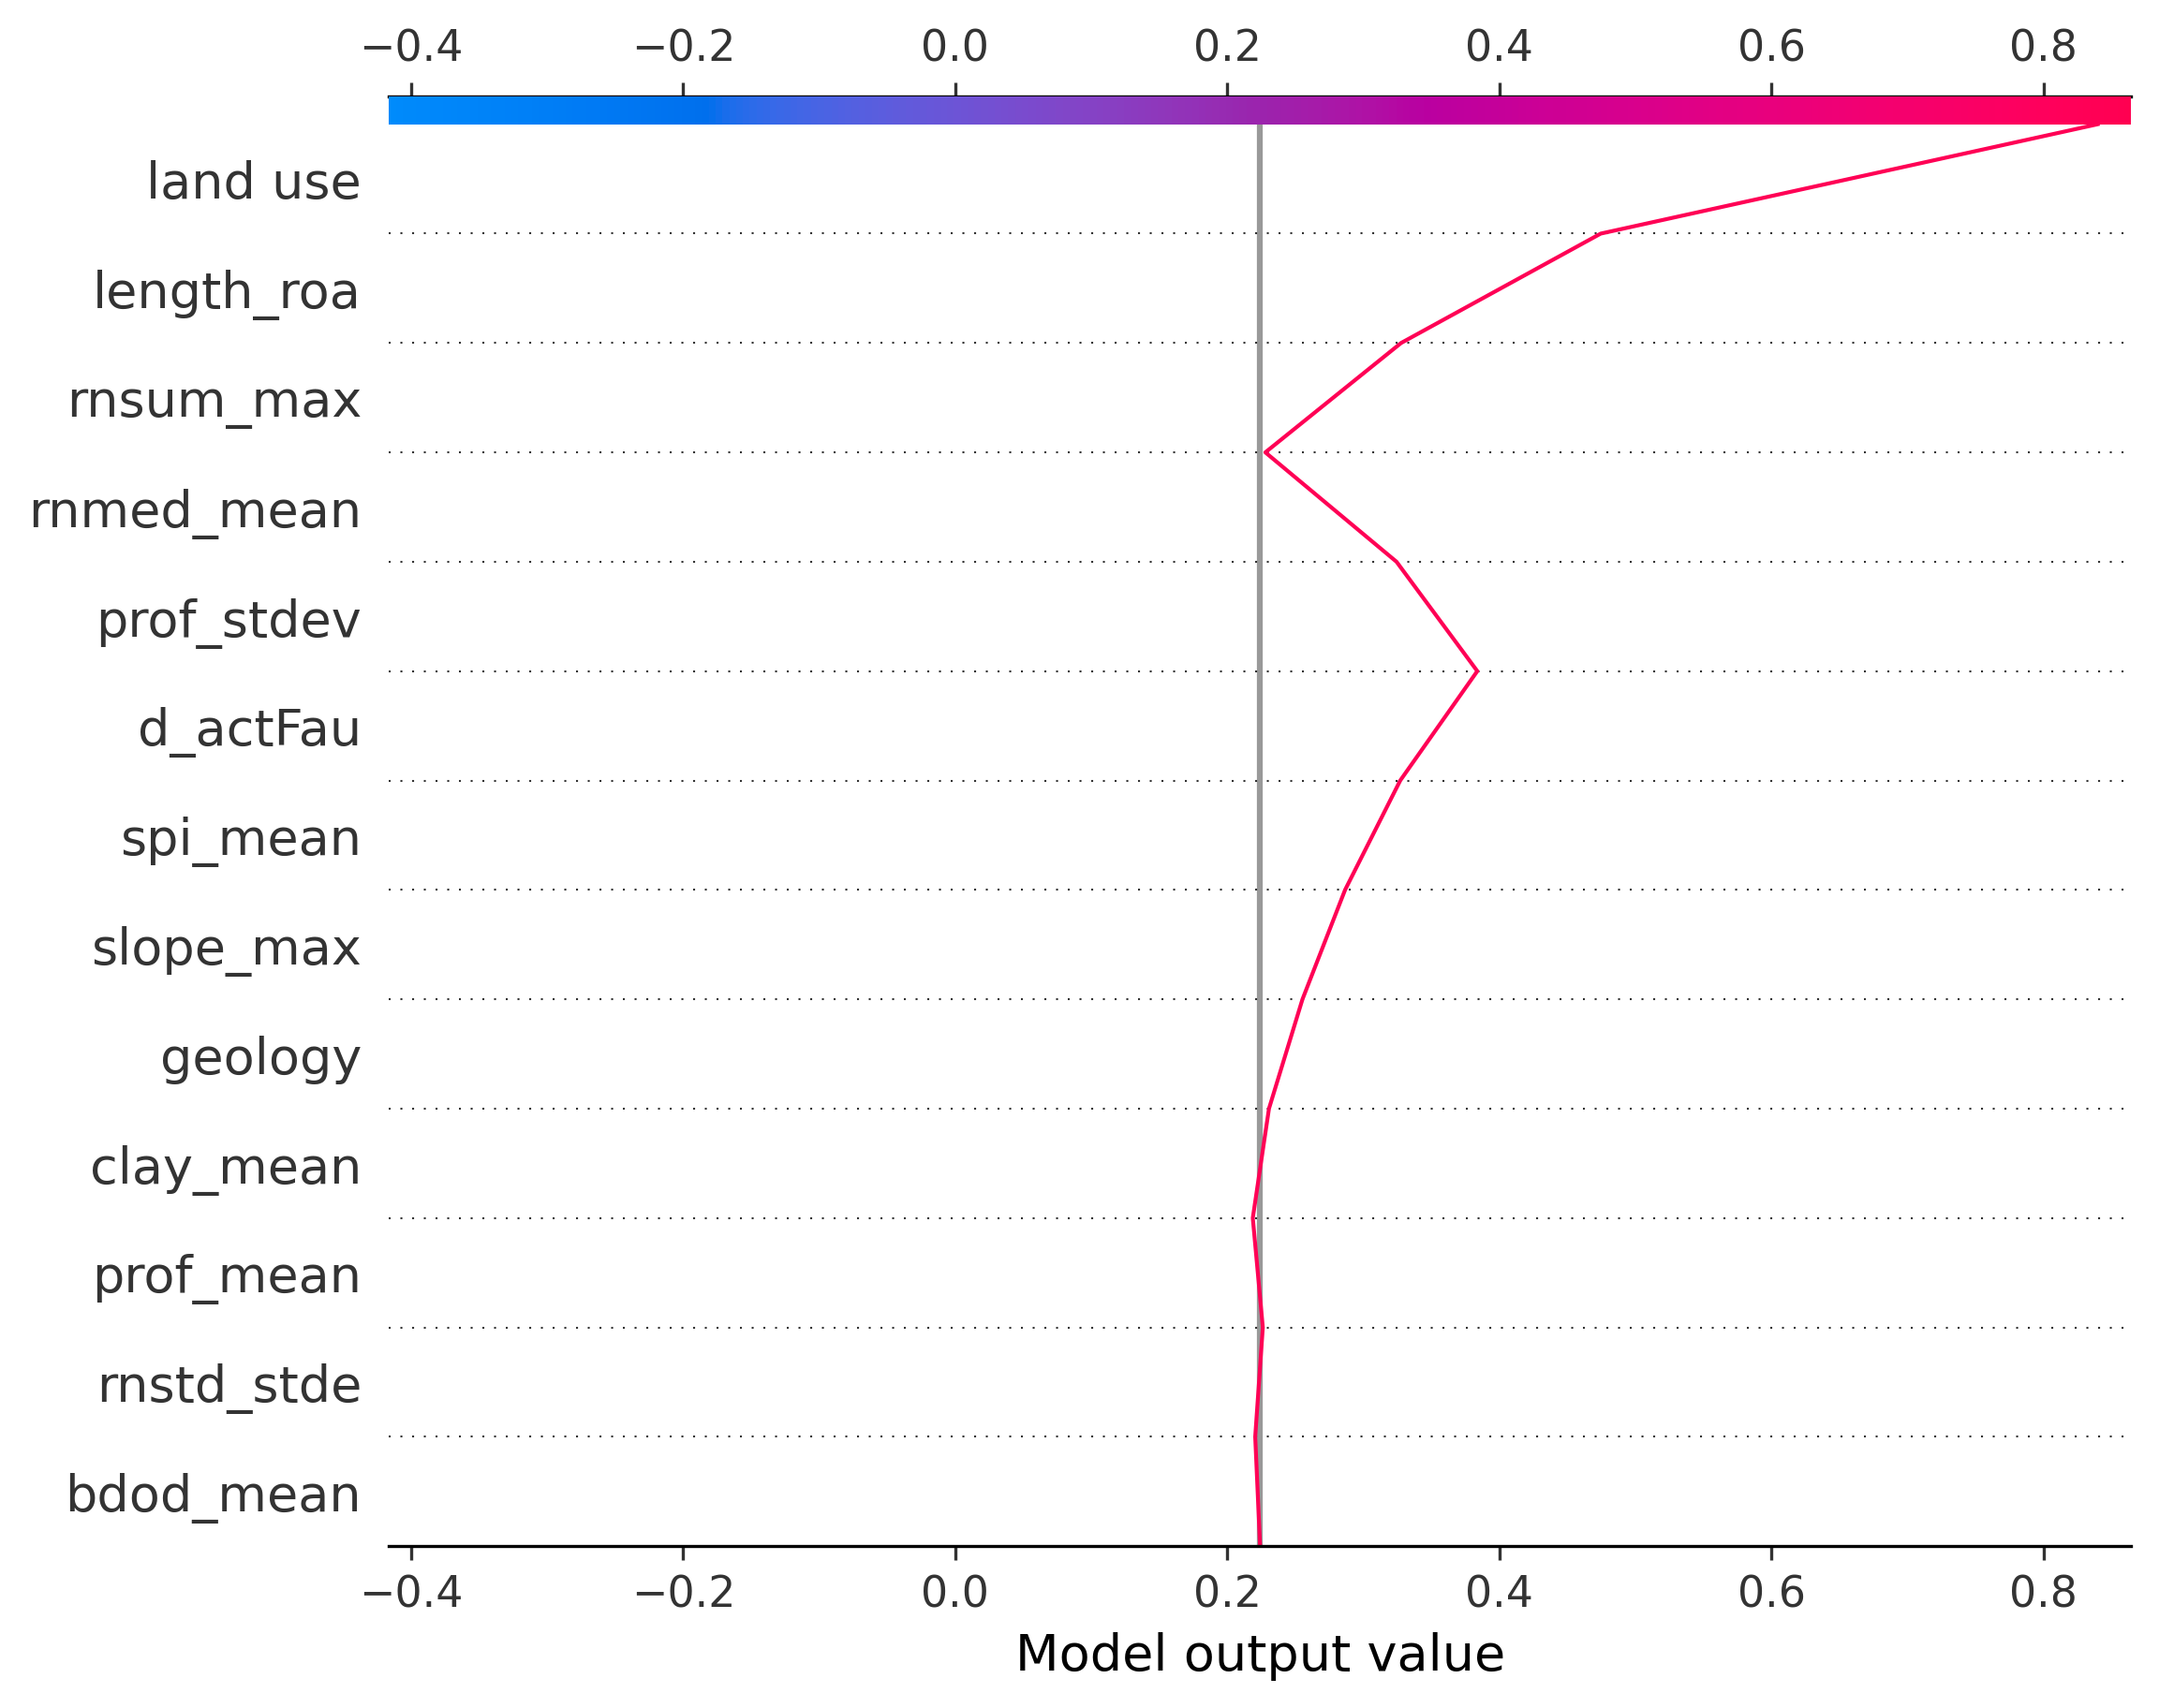 −0.4 −0.2 0.0 0.2 0.4 0.6 0.8
land use
length_roa
rnsum_max
rnmed_mean
prof_stdev
d_actFau
spi_mean
slope_max
geology
clay_mean
prof_mean
rnstd_stde
bdod_mean
−0.4 −0.2 0.0 0.2 0.4 0.6 0.8
Model output value